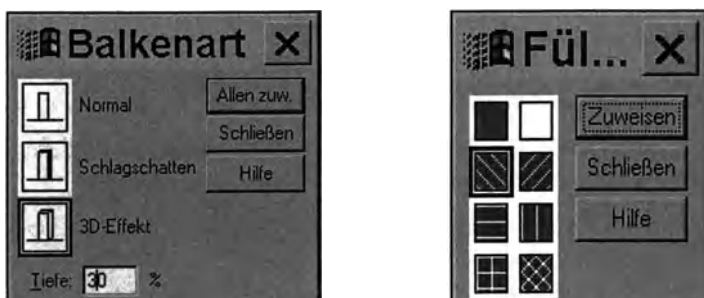 Balkenart
Normal
Allen zuw.
Schließen
Schlagschatten
Hilfe
3D-Effekt
Tiefe: 30 %
Fül...
Zuweisen
Schließen
Hilfe